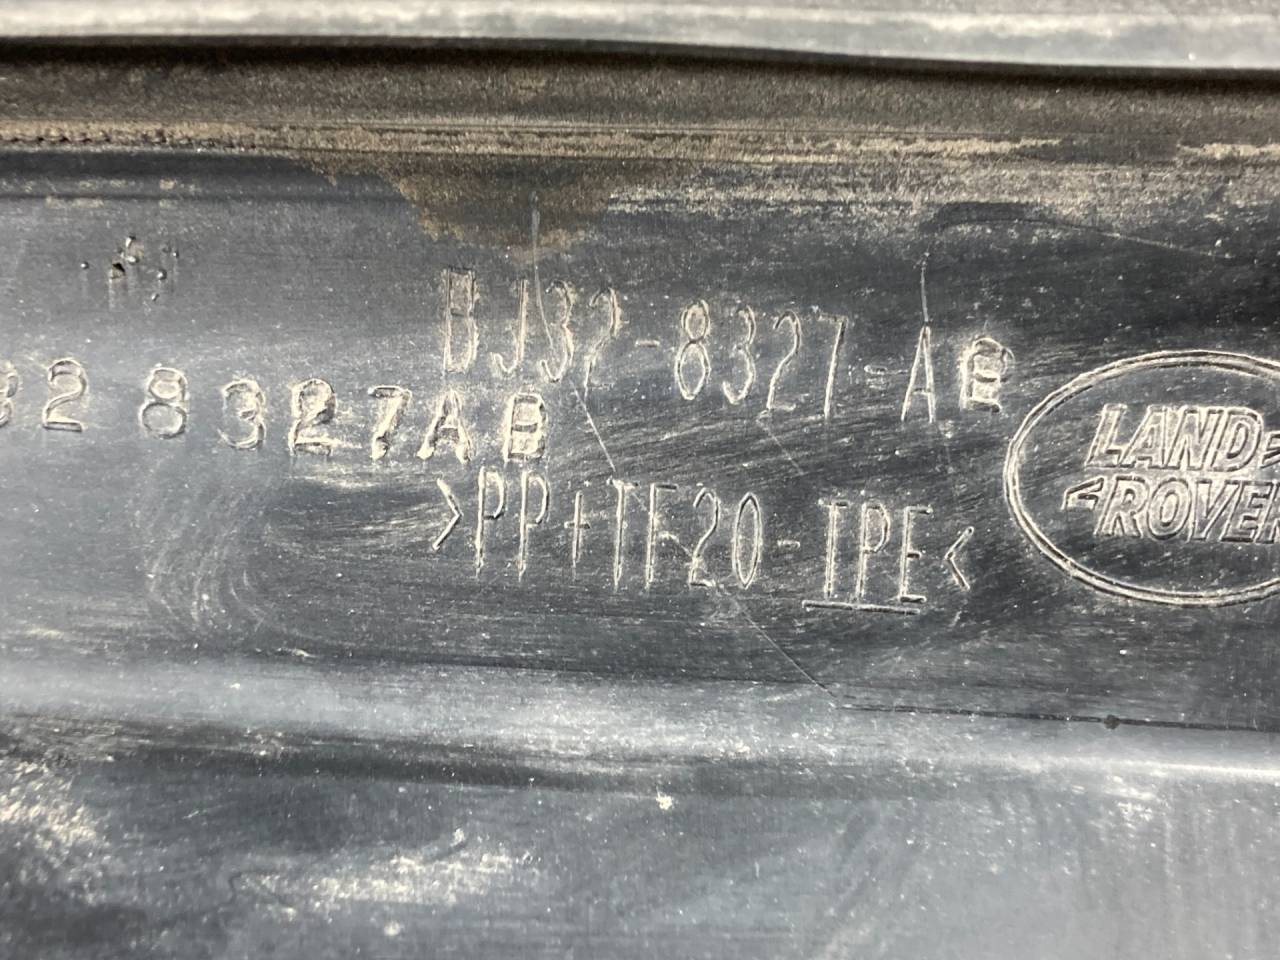 BJ32-8327-AB
32 8327AB
>PP+TF20-TPE<
LAND
ROVER